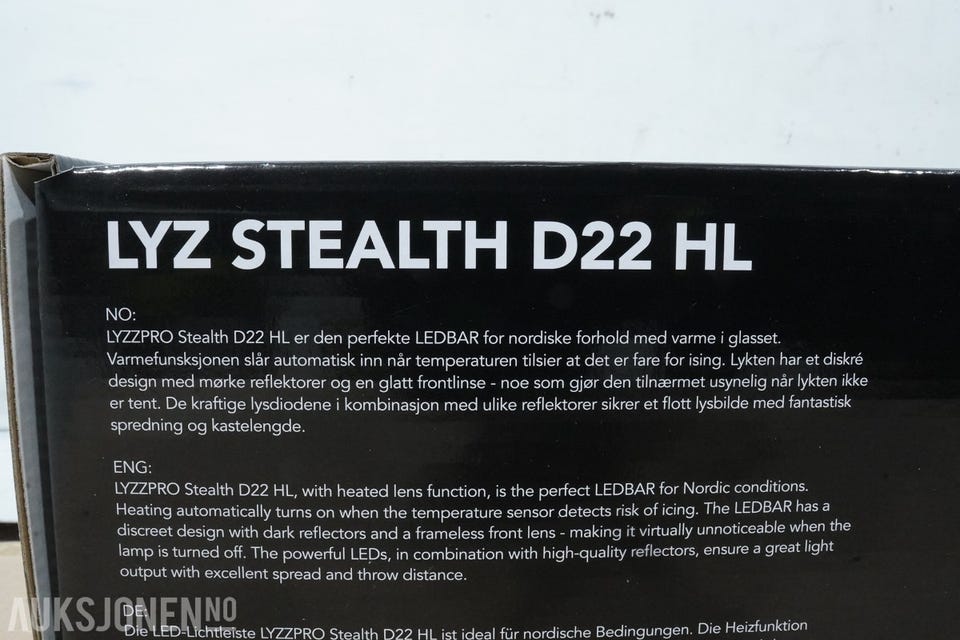 LYZ STEALTH D22 HL
NO:
LYZZPRO Stealth D22 HL er den perfekte LEDBAR for nordiske forhold med varme i glasset.
Varmefunsksjonen slår automatisk inn når temperaturen tilsier at det er fare for ising. Lykten har et diskré
design med mørke reflektorer og en glatt frontlinse - noe som gjør den tilnærmet usynelig når lykten ikke
er tent. De kraftige lysdiodene i kombinasjon med ulike reflektorer sikrer et flott lysbilde med fantastisk
spredning og kastelengde.
ENG:
LYZZPRO Stealth D22 HL, with heated lens function, is the perfect LEDBAR for Nordic conditions.
Heating automatically turns on when the temperature sensor detects risk of icing. The LEDBAR has a
discreet design with dark reflectors and a frameless front lens - making it virtually unnoticeable when the
lamp is turned off. The powerful LEDs, in combination with high-quality reflectors, ensure a great light
output with excellent spread and throw distance.
DE:
Die LED-Lichtleiste LYZZPRO Stealth D22 HL ist ideal für nordische Bedingungen. Die Heizfunktion
AUKSJONEN.NO